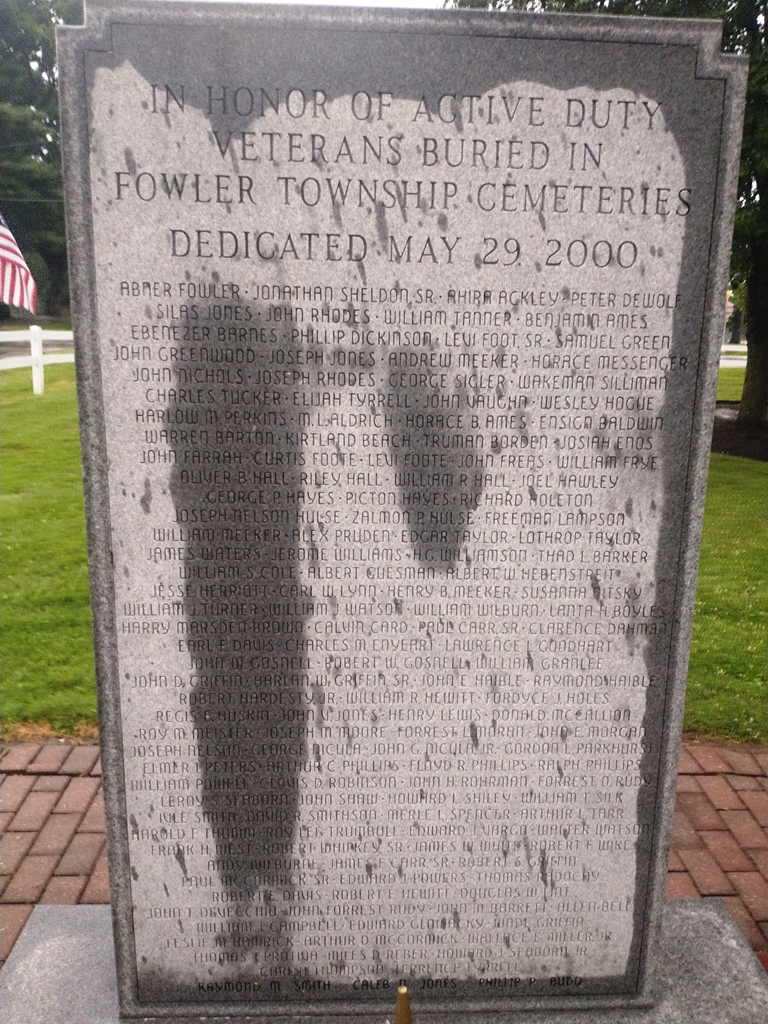 IN HONOR OF ACTIVE DUTY
VETERANS BURIED IN
FOWLER TOWNSHIP CEMETERIES
DEDICATED MAY 29, 2000
ABNER FOWLER · JONATHAN SHELDON, SR. · AHIRA ACKLEY · PETER DEWOLF
SILAS JONES · JOHN RHODES · WILLIAM TANNER · BENJAMIN AMES
EBENEZER BARNES · PHILLIP DICKINSON · LEVI FOOT, SR. · SAMUEL GREEN
JOHN GREENWOOD · JOSEPH JONES · ANDREW MEEKER · HORACE MESSENGER
JOHN NICHOLS · JOSEPH RHODES · GEORGE SIGLER · WAKEMAN SILLIMAN
CHARLES TUCKER · ELIJAH TYRRELL · JOHN VAUGHN · WESLEY HOGUE
HARLOW M. PERKINS · M. L. ALDRICH · HORACE B. AMES · ENSIGN BALDWIN
WARREN BARTON · KIRTLAND BEACH · TRUMAN BORDEN · JOSIAH ENOS
JOHN FARRAH · CURTIS FOOTE · LEVI FOOTE · JOHN FREAS · WILLIAM FRYE
OLIVER B. HALL · RILEY HALL · WILLIAM R. HALL · JOEL HAWLEY
GEORGE P. HAYES · PICTON HAYES · RICHARD HOLETON
JOSEPH NELSON HULSE · ZALMON P. HULSE · FREEMAN LAMPSON
WILLIAM MEEKER · ALEX PRUDEN · EDGAR TAYLOR · LOTHROP TAYLOR
JAMES WATERS · JEROME WILLIAMS · H.G. WILLIAMSON · THAD L. BARKER
WILLIAM S. COLE · ALBERT GUESMAN · ALBERT W. HEBENSTREIT
JESSE HERRIOTT · CARL W. LYNN · HENRY B. MEEKER · SUSANNA
WILLIAM J. TURNER · WILLIAM J. WATSON · WILLIAM WILBURN · LANTA A. BOYLES
HARRY MARSDEN BROWN · CALVIN CARD · PAUL CARR, SR. · CLARENCE DAHMAN
EARL E. DAVIS · CHARLES M. ENYEART · LAWRENCE L. GOODHART
JOHN W. GOSNELL · ROBERT W. GOSNELL · WILLIAM GRANLEE
JOHN D. GRIFFIN · HARLAN W. GRIFFIN, SR. · JOHN E. HAIBLE · RAYMOND HAIBLE
ROBERT HARDESTY, JR. · WILLIAM R. HEWITT · FORDYCE J. HOLES
REGIS E. HUSKIN · JOHN V. JONES · HENRY LEWIS · DONALD MCCALLION
ROY M. MEISTER · JOSEPH M. MOORE · FORREST L. MORAN · JOHN E. MORGAN
JOSEPH NELSON · GEORGE NICULA · JOHN G. NICULA, JR. · GORDON L. PARKHURST
ELMER I. PETERS · ARTHUR C. PHILLIPS · FLOYD R. PHILLIPS · RALPH PHILLIPS
WILLIAM POWELL · CLOVIS D. ROBINSON · JOHN H. ROHRMAN · FORREST O. RUDY
LEROY S. SEABURN · JOHN SHAW · HOWARD L. SHILEY · WILLIAM T. SILK
LYLE SMITH · DAVID R. SMITHSON · MERLE L. SPENCER · ARTHUR L. TARR
HAROLD F. THUMM · ROY LEE TRUMBULL · EDWARD J. VARGO · WALTER WATSON
FRANK H. WEST · ROBERT WHIRKEY, SR. · JAMES W. · ROBERT F. WIKE
ANDY WILBURNE · JAMES E. CARR, SR. · ROBERT S. GRIFFIN
PAUL MCCORMICK, SR. · EDWARD J. POWERS · THOMAS
ROBERT E. DAVIS · ROBERT E. HEWITT · DOUGLAS W.
JOHN T. DEVECCHIO · JOHN FORREST RUDY · JOHN M. BARRETT · ALLEN BELL
WILLIAM E. CAMPBELL · EDWARD · WADE GRIFFIN
LESLIE M. HAMRICK · ARTHUR D. MCCORMICK · WALLACE E. MILLER, JR.
THOMAS J. PROTIVA · MILES D. REBER · HOWARD J. SEADORE, JR.
THOMPSON · TERRENCE TYRRELL
RAYMOND M. SMITH CALEB A. JONES PHILLIP P. BUDD